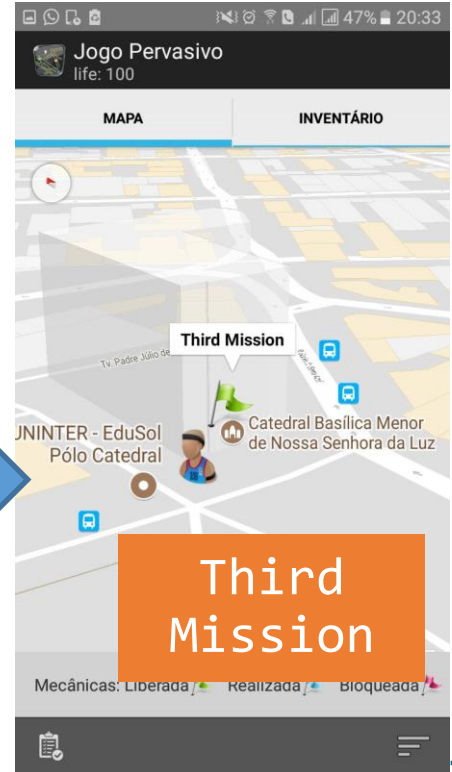 47% 20:33
Jogo Pervasivo
life: 100
MAPA INVENTÁRIO
Third Mission
Tv. Padre Júlio de
Catedral Basílica Menor
de Nossa Senhora da Luz
UNINTER - EduSol
Pólo Catedral
Third
Mission
Mecânicas: Liberada Realizada Bloqueada